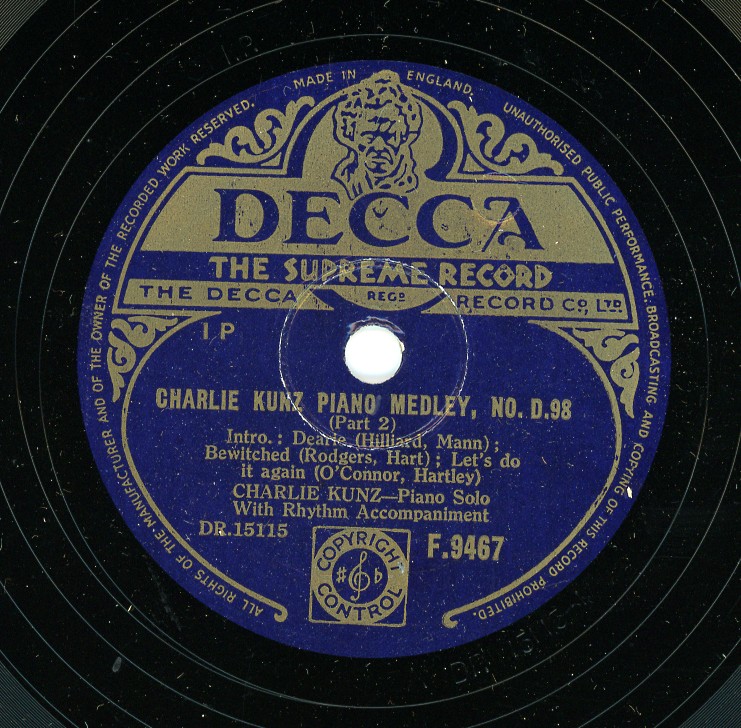 MADE IN ENGLAND.
UNAUTHORISED PUBLIC PERFORMANCE, BROADCASTING AND COPYING OF THIS RECORD PROHIBITED.
ALL RIGHTS OF THE MANUFACTURER AND OF THE OWNER OF THE RECORDED WORK RESERVED.
DECCA
THE SUPREME RECORD
THE DECCA REGD RECORD CO., LTD.
1 P
CHARLIE KUNZ PIANO MEDLEY, NO. D.98
(Part 2)
Intro.: Dearie (Hilliard, Mann);
Bewitched (Rodgers, Hart); Let's do
it again (O'Connor, Hartley)
CHARLIE KUNZ—Piano Solo
With Rhythm Accompaniment
DR.15115
F.9467
COPYRIGHT
CONTROL